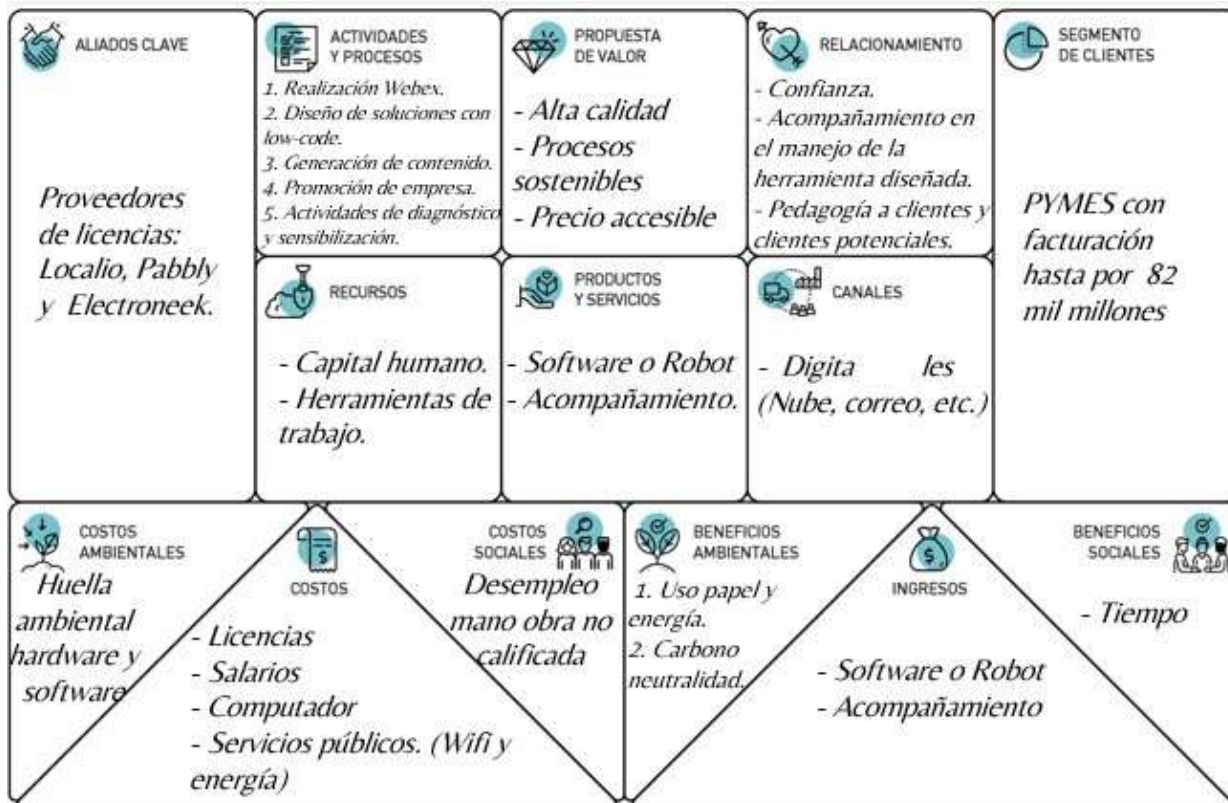 ALIADOS CLAVE
Proveedores
de licencias:
Localio, Pabbly
y Electroneek.
ACTIVIDADES
Y PROCESOS
1. Realización Webex.
2. Diseño de soluciones con
low-code.
3. Generación de contenido.
4. Promoción de empresa.
5. Actividades de diagnóstico
y sensibilización.
RECURSOS
- Capital humano.
- Herramientas de
trabajo.
PROPUESTA
DE VALOR
- Alta calidad
- Procesos
sostenibles
- Precio accesible
PRODUCTOS
Y SERVICIOS
- Software o Robot
- Acompañamiento.
RELACIONAMIENTO
- Confianza.
- Acompañamiento en
el manejo de la
herramienta diseñada.
- Pedagogía a clientes y
clientes potenciales.
CANALES
- Digita les
(Nube, correo, etc.)
SEGMENTO
DE CLIENTES
PYMES con
facturación
hasta por 82
mil millones
COSTOS
AMBIENTALES
Huella
ambiental
hardware y
software
COSTOS
- Licencias
- Salarios
- Computador
- Servicios públicos. (Wifi y
energía)
COSTOS
SOCIALES
Desempleo
mano obra no
calificada
BENEFICIOS
AMBIENTALES
1. Uso papel y
energía.
2. Carbono
neutralidad.
INGRESOS
- Software o Robot
- Acompañamiento
BENEFICIOS
SOCIALES
- Tiempo